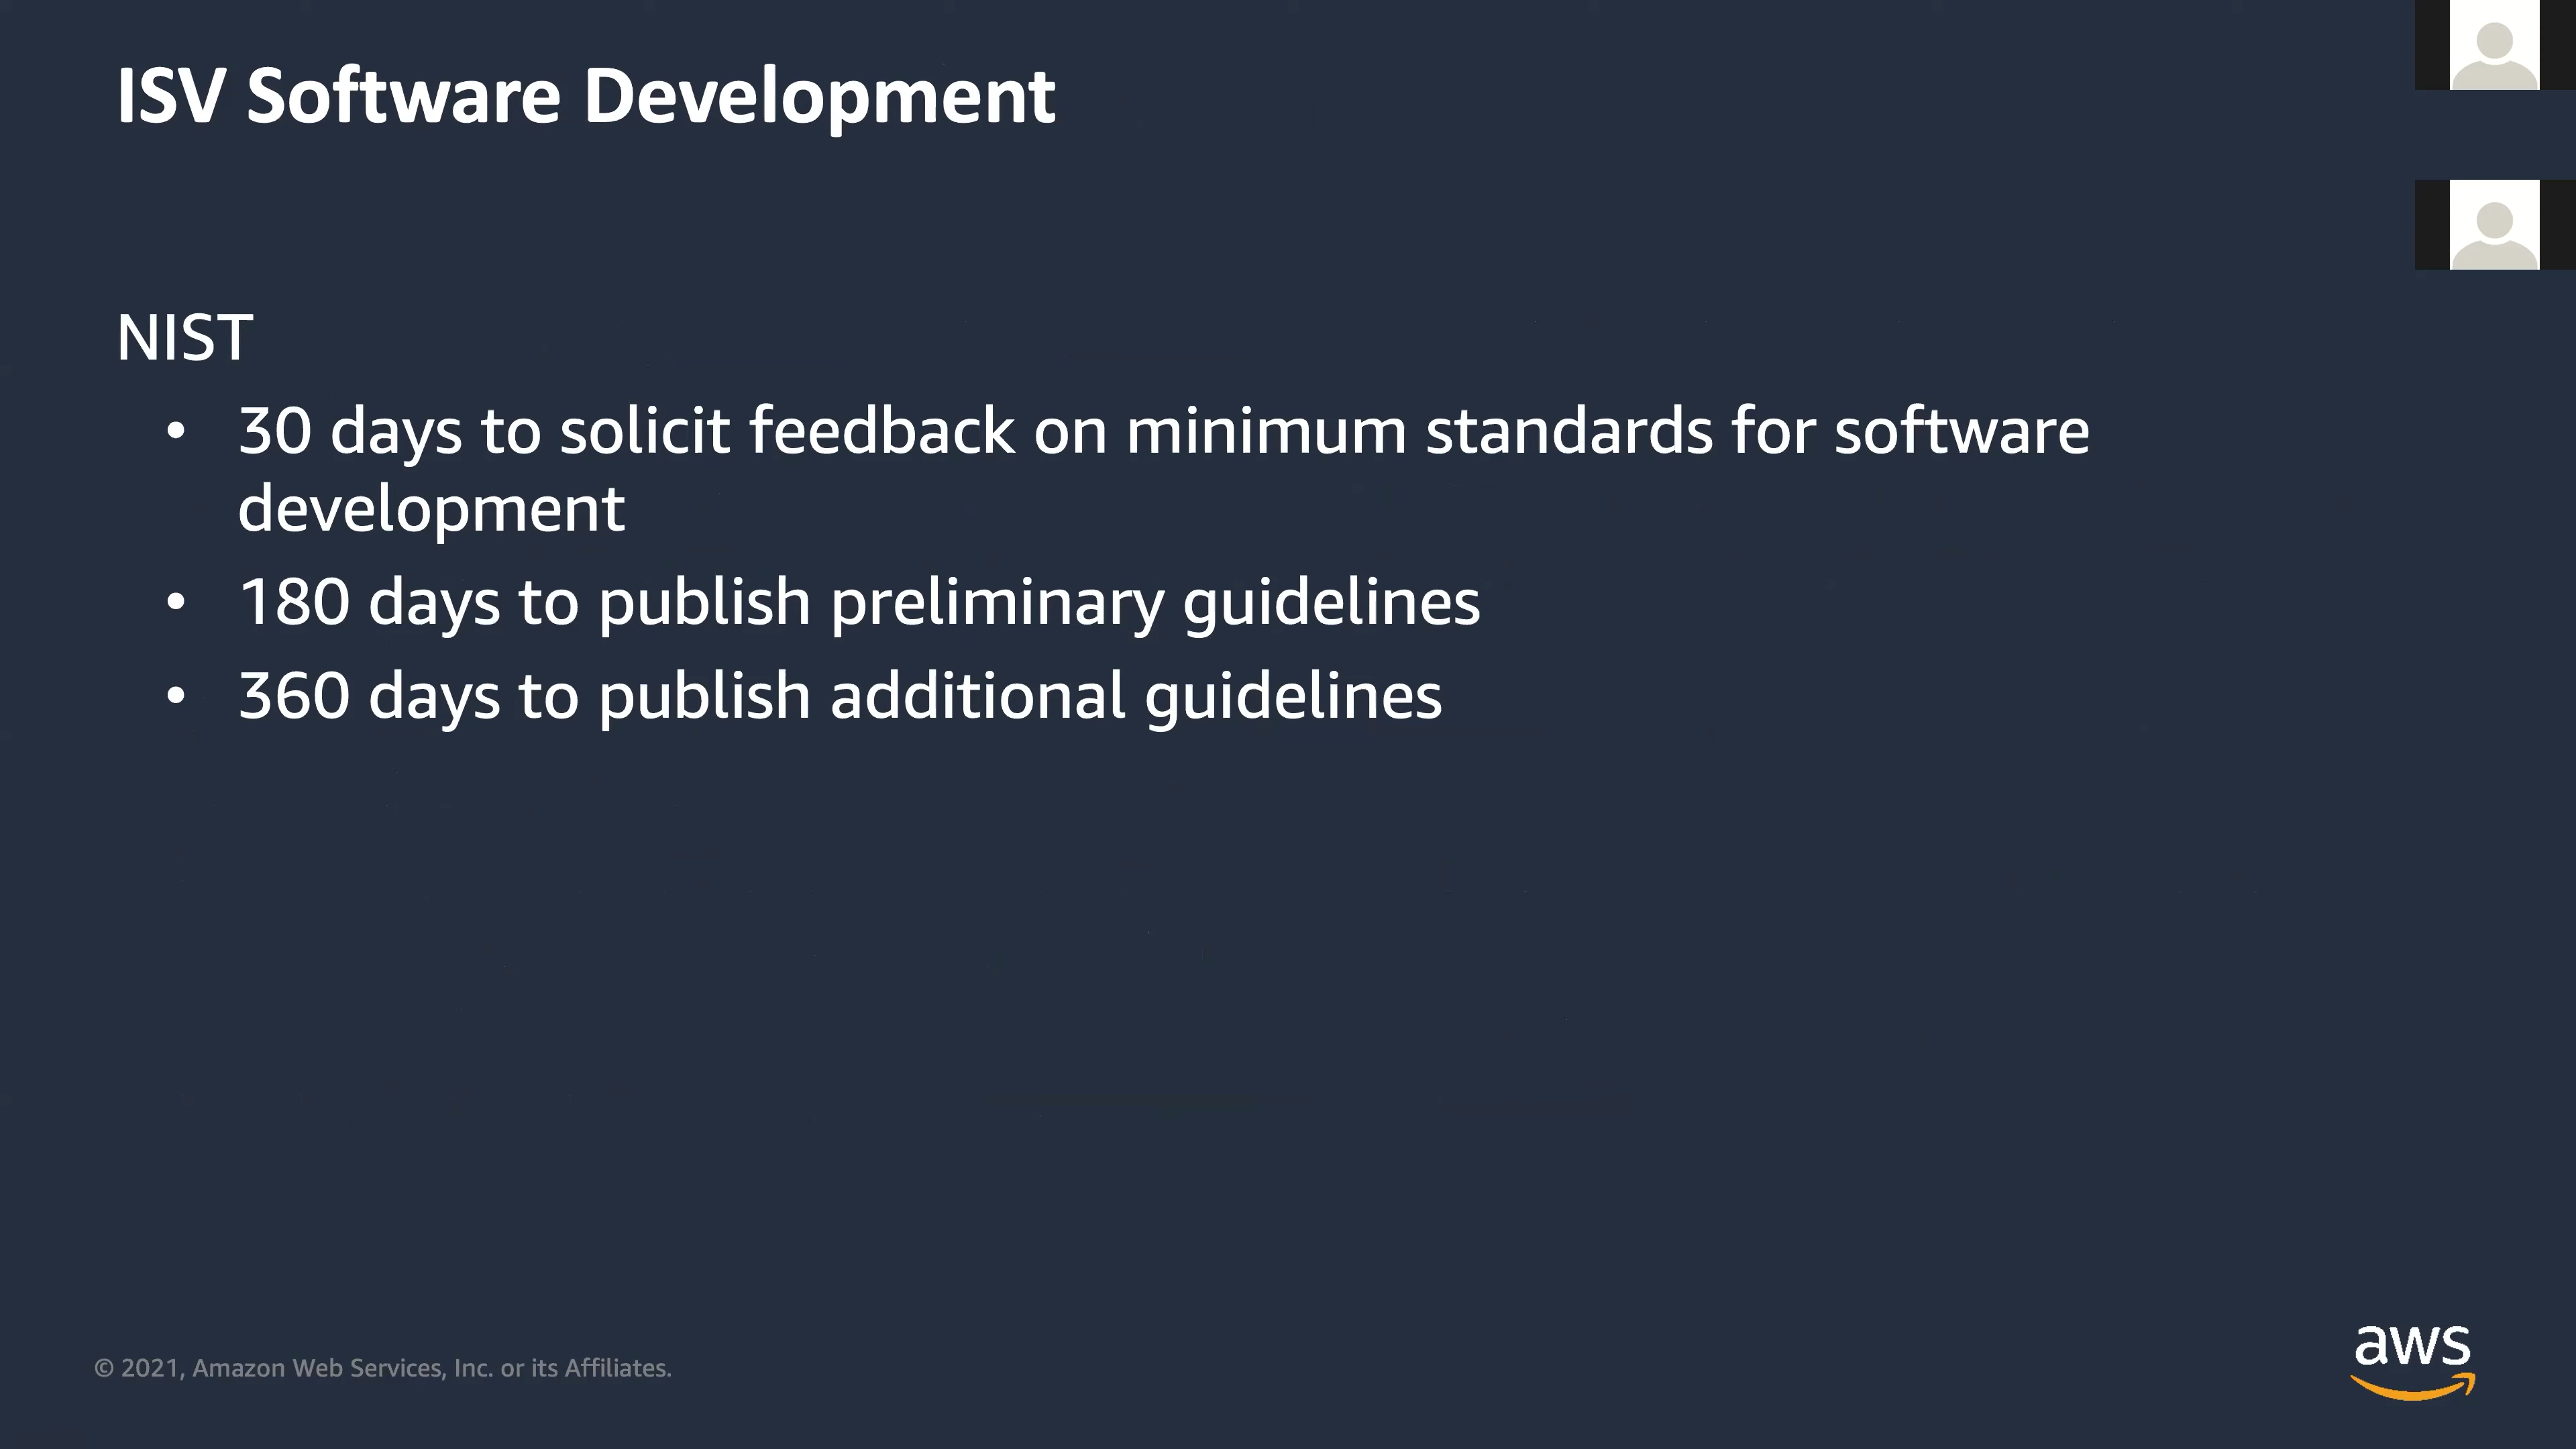 ISV Software Development
NIST
• 30 days to solicit feedback on minimum standards for software
development
• 180 days to publish preliminary guidelines
• 360 days to publish additional guidelines
© 2021, Amazon Web Services, Inc. or its Affiliates.
aws